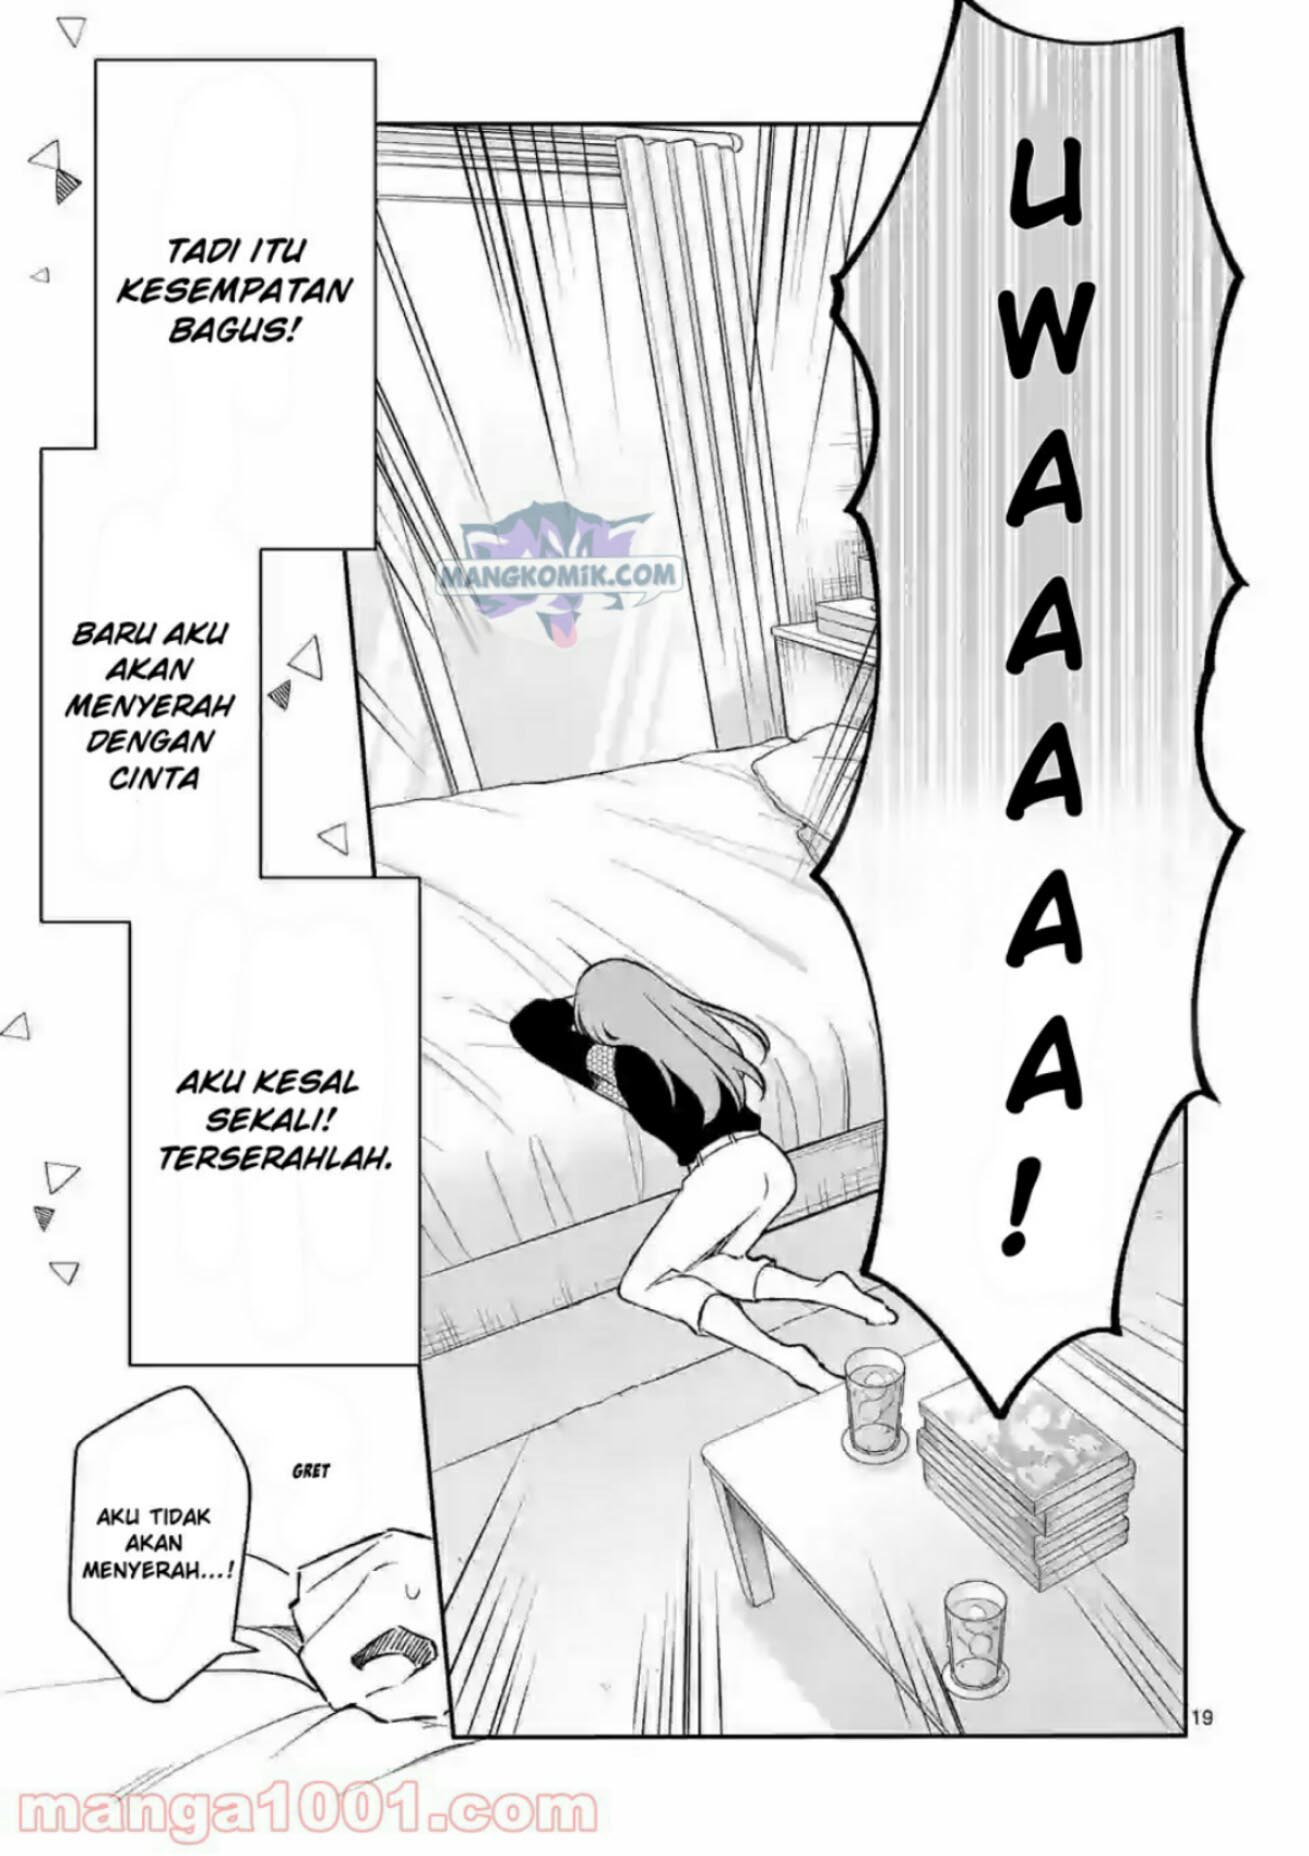 UWAAAAA!
TADI ITU
KESEMPATAN
BAGUS!
MANGKOMIK.COM
BARU AKU
AKAN
MENYERAH
DENGAN
CINTA
AKU KESAL
SEKALI!
TERSERAHLAH.
GRET
AKU TIDAK
AKAN
MENYERAH...!
19
manga1001.com